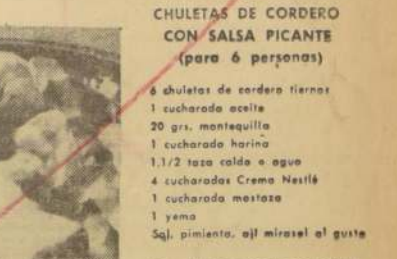 CHULETAS DE CORDERO
CON SALSA PICANTE
(para 6 personas)
6 chuletas de cordero tiernas
1 cucharada aceite
20 grs. mantequilla
1 cucharada harina
1.1/2 taza caldo o agua
4 cucharadas Crema Nestlé
1 cucharada mostaza
1 yema
Sal, pimienta, ají mirasol al gusto